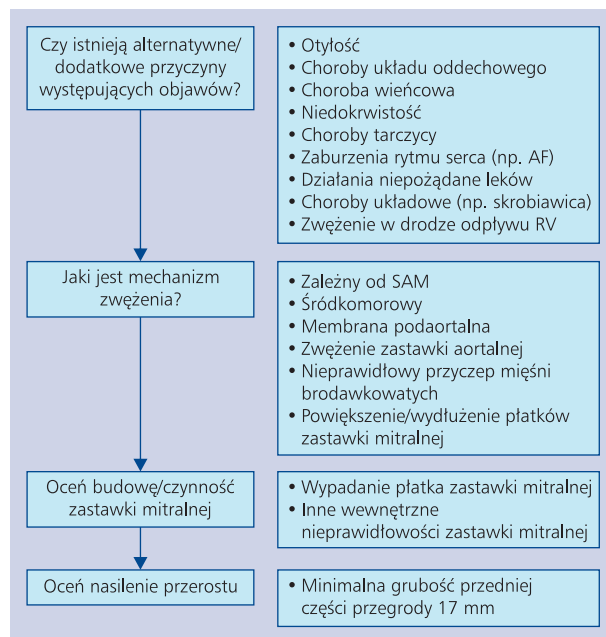 Czy istnieją alternatywne/
dodatkowe przyczyny
występujących objawów?
• Otyłość
• Choroby układu oddechowego
• Choroba wieńcowa
• Niedokrwistość
• Choroby tarczycy
• Zaburzenia rytmu serca (np. AF)
• Działania niepożądane leków
• Choroby układowe (np. skrobiawica)
• Zwężenie w drodze odpływu RV
Jaki jest mechanizm
zwężenia?
• Zależny od SAM
• Śródkomorowy
• Membrana podaortalna
• Zwężenie zastawki aortalnej
• Nieprawidłowy przyczep mięśni
brodawkowatych
• Powiększenie/wydłużenie płatków
zastawki mitralnej
Oceń budowę/czynność
zastawki mitralnej
• Wypadanie płatka zastawki mitralnej
• Inne wewnętrzne
nieprawidłowości zastawki mitralnej
Oceń nasilenie przerostu
• Minimalna grubość przedniej
części przegrody 17 mm